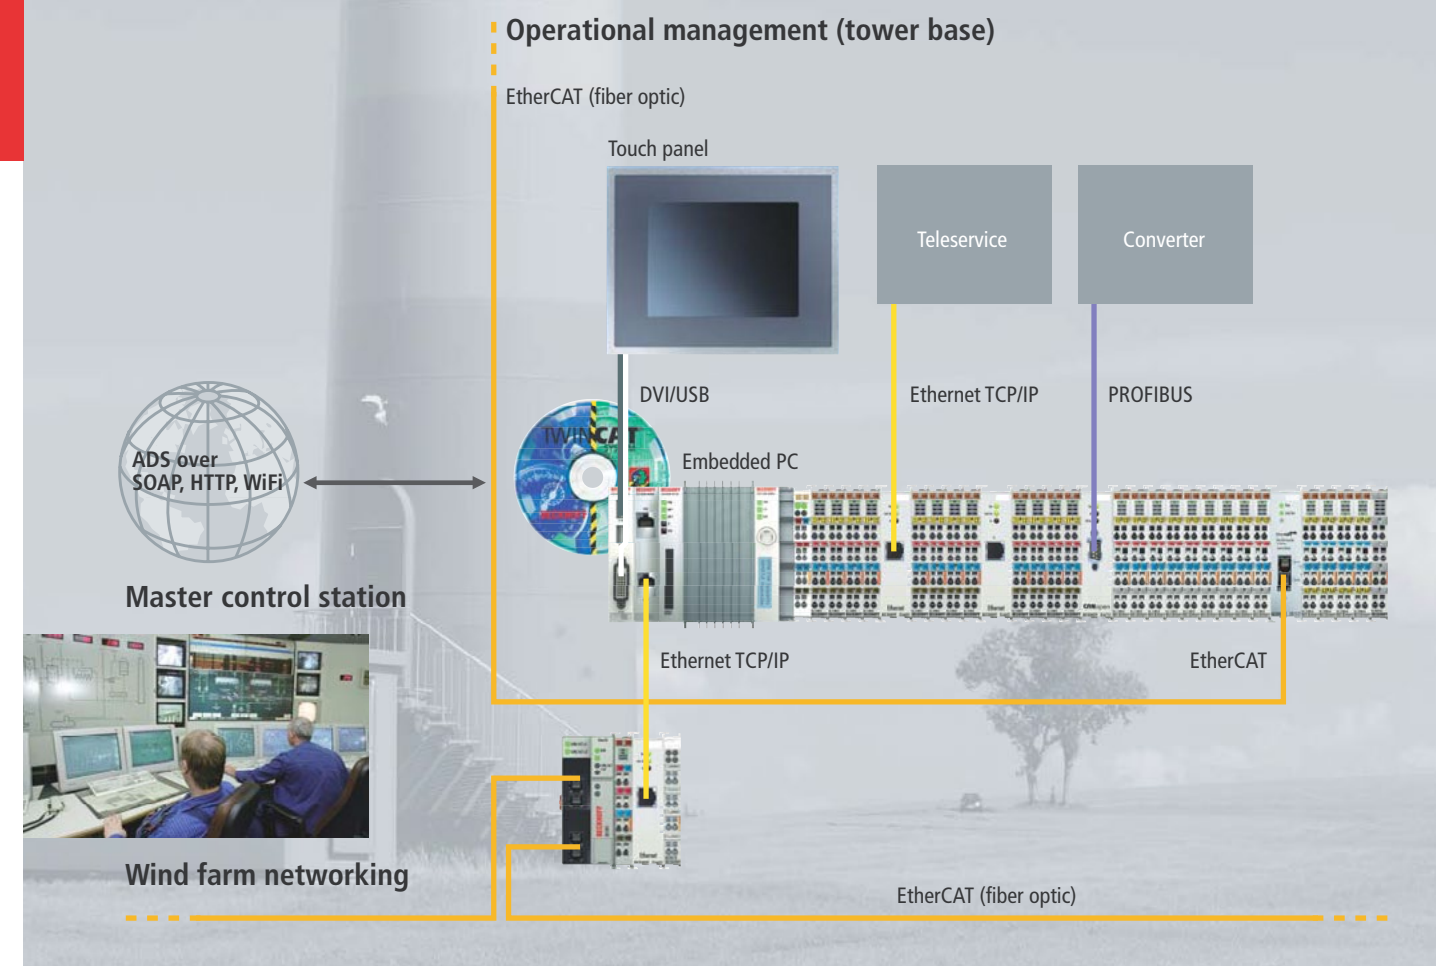 Operational management (tower base)
EtherCAT (fiber optic)
Touch panel
Teleservice
Converter
DVI/USB
Ethernet TCP/IP
PROFIBUS
TWINCAT
ADS over
SOAP, HTTP, WiFi
Embedded PC
Master control station
Ethernet TCP/IP
EtherCAT
BECKHOFF
Ethernet
Wind farm networking
EtherCAT (fiber optic)